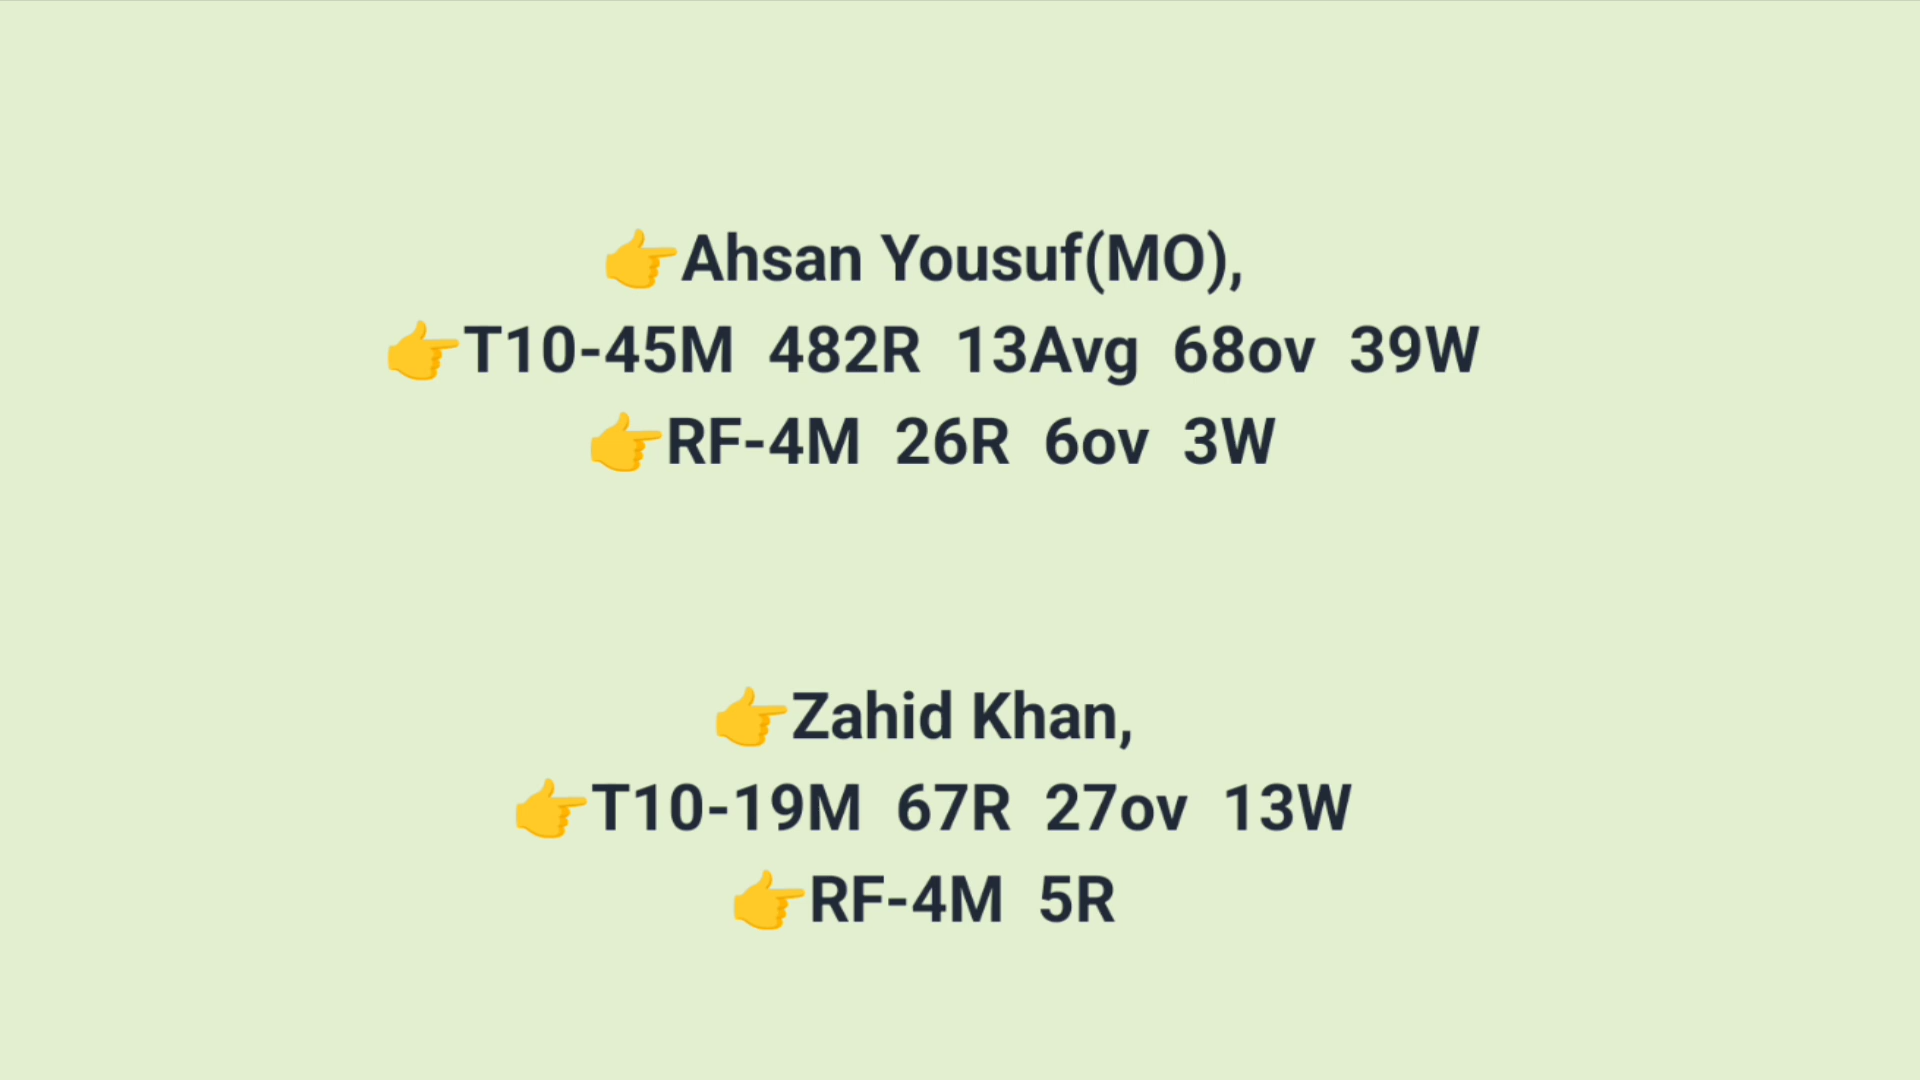 👉Ahsan Yousuf(MO),
👉T10-45M 482R 13Avg 68ov 39W
👉RF-4M 26R 6ov 3W
👉Zahid Khan,
👉T10-19M 67R 27ov 13W
👉RF-4M 5R